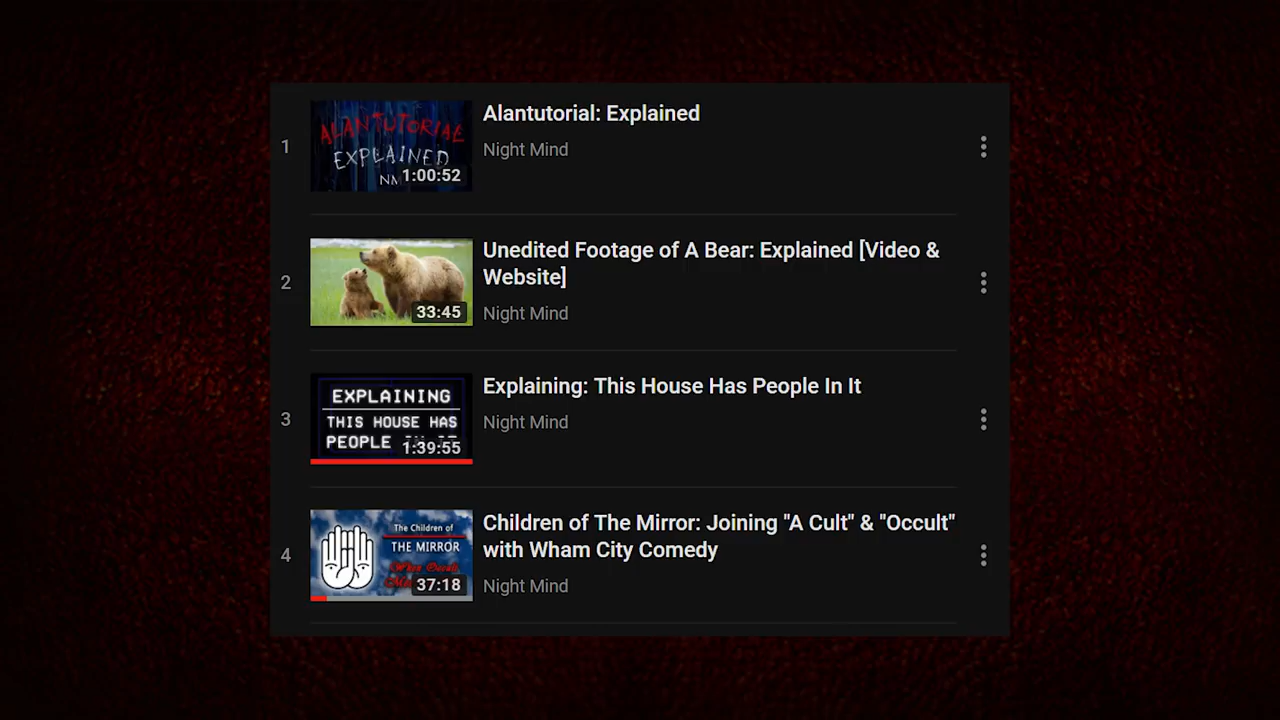 1
ALANTUTORIAL
EXPLAINED
NM
1:00:52
Alantutorial: Explained
Night Mind
2
33:45
Unedited Footage of A Bear: Explained [Video &
Website]
Night Mind
3
EXPLAINING
THIS HOUSE HAS
PEOPLE
1:39:55
Explaining: This House Has People In It
Night Mind
4
The Children of
THE MIRROR
When Occult
37:18
Children of The Mirror: Joining "A Cult" & "Occult"
with Wham City Comedy
Night Mind